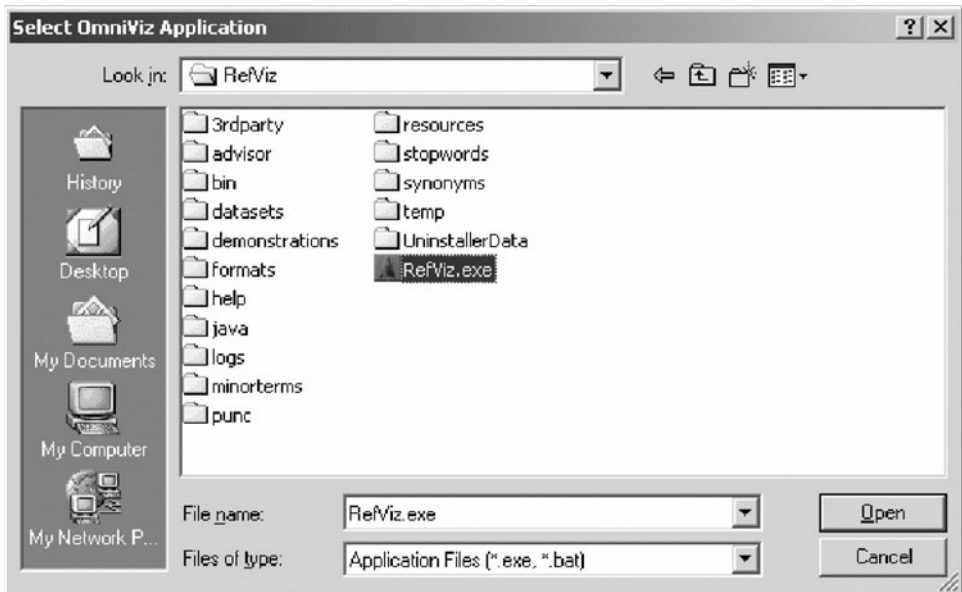 Select OmniViz Application
Look in: RefViz
3rdparty
advisor
bin
datasets
demonstrations
formats
help
java
logs
minorterms
punc
resources
stopwords
synonyms
temp
UninstallerData
RefViz.exe
History
Desktop
My Documents
My Computer
My Network P...
File name: RefViz.exe
Open
Files of type: Application Files (*.exe, *.bat)
Cancel